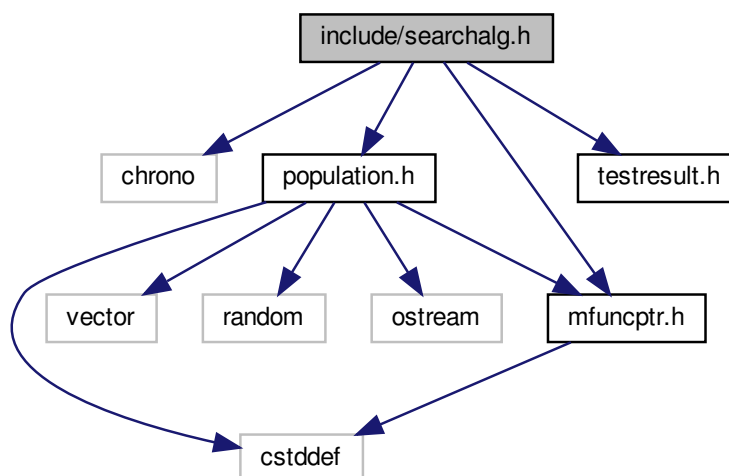 include/searchalg.h
chrono
population.h
testresult.h
vector
random
ostream
mfuncptr.h
cstddef